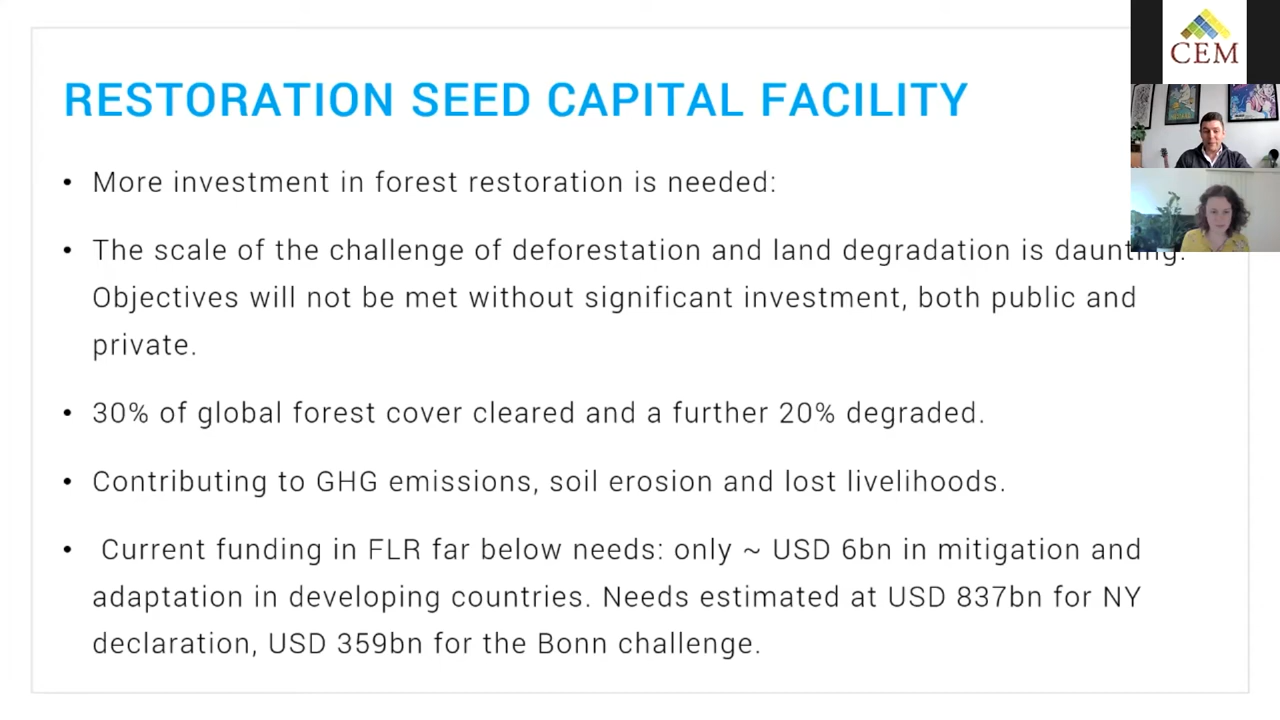 RESTORATION SEED CAPITAL FACILITY
CEM
• More investment in forest restoration is needed:
• The scale of the challenge of deforestation and land degradation is daunting.
Objectives will not be met without significant investment, both public and
private.
• 30% of global forest cover cleared and a further 20% degraded.
• Contributing to GHG emissions, soil erosion and lost livelihoods.
• Current funding in FLR far below needs: only ~ USD 6bn in mitigation and
adaptation in developing countries. Needs estimated at USD 837bn for NY
declaration, USD 359bn for the Bonn challenge.